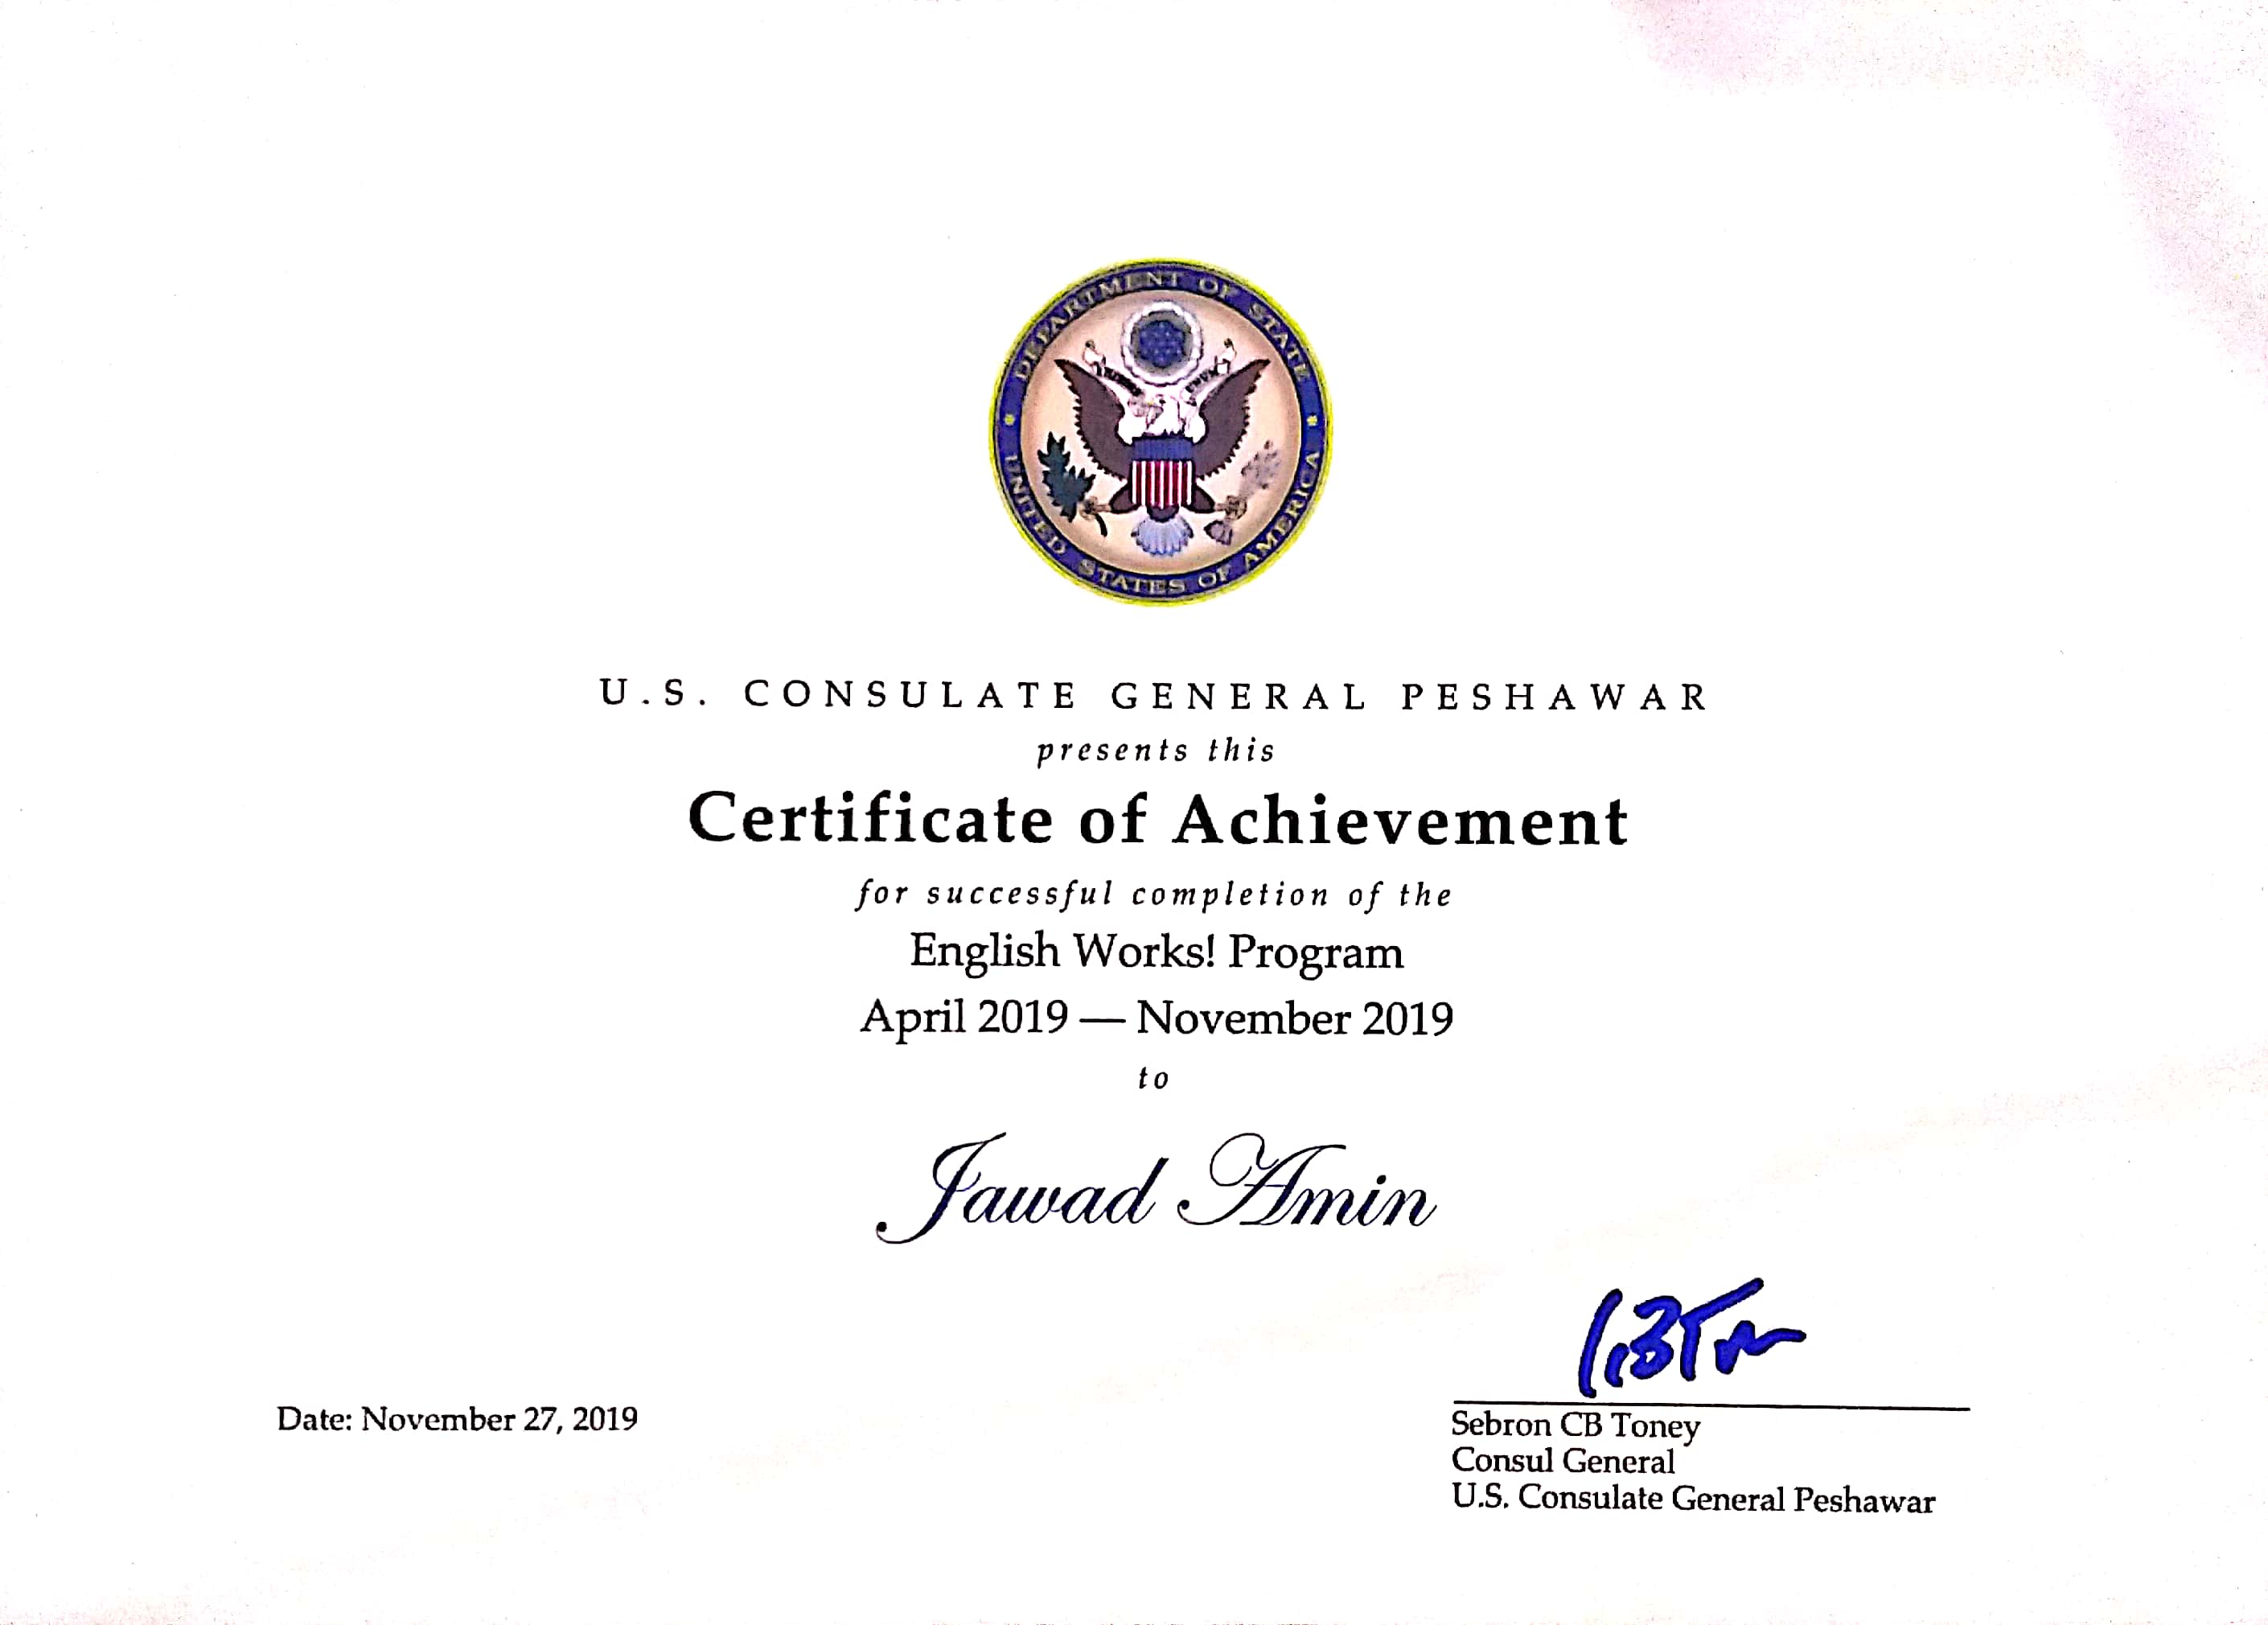 DEPARTMENT OF STATE
UNITED STATES OF AMERICA
U.S. CONSULATE GENERAL PESHAWAR
presents this
Certificate of Achievement
for successful completion of the
English Works! Program
April 2019 — November 2019
to
Jawad Amin
Date: November 27, 2019
Sebron CB Toney
Consul General
U.S. Consulate General Peshawar